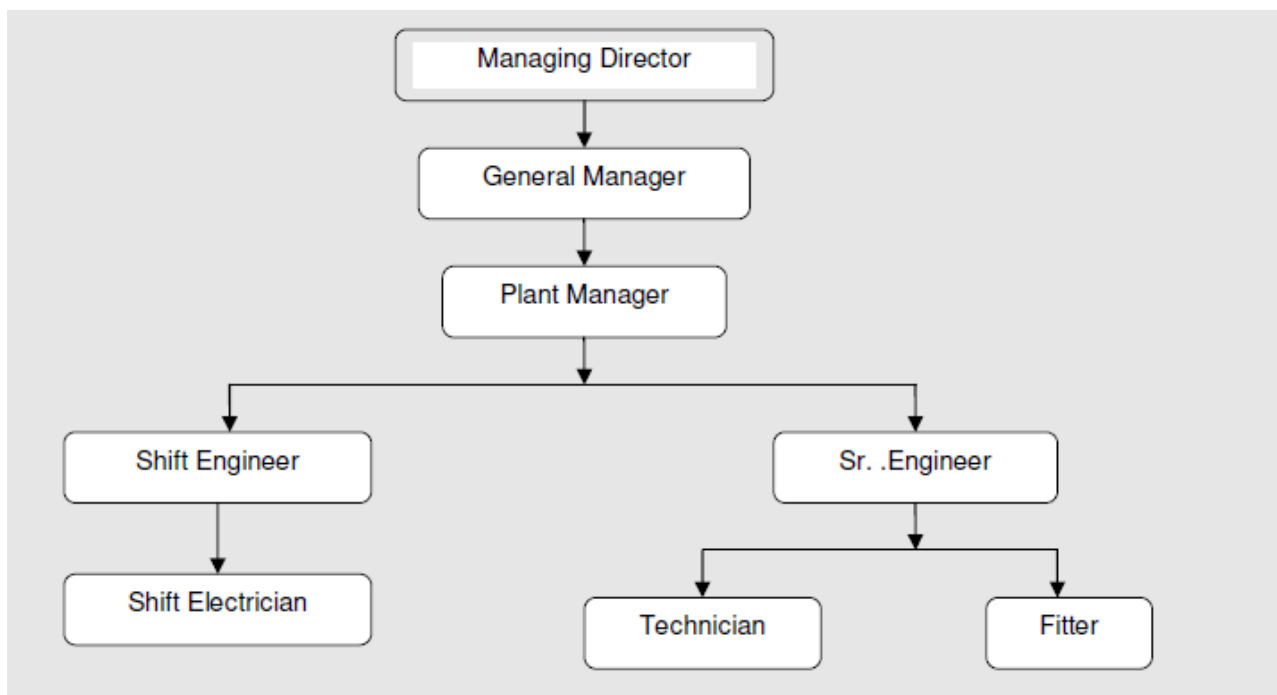 Managing Director
General Manager
Plant Manager
Shift Engineer
Sr. .Engineer
Shift Electrician
Technician
Fitter